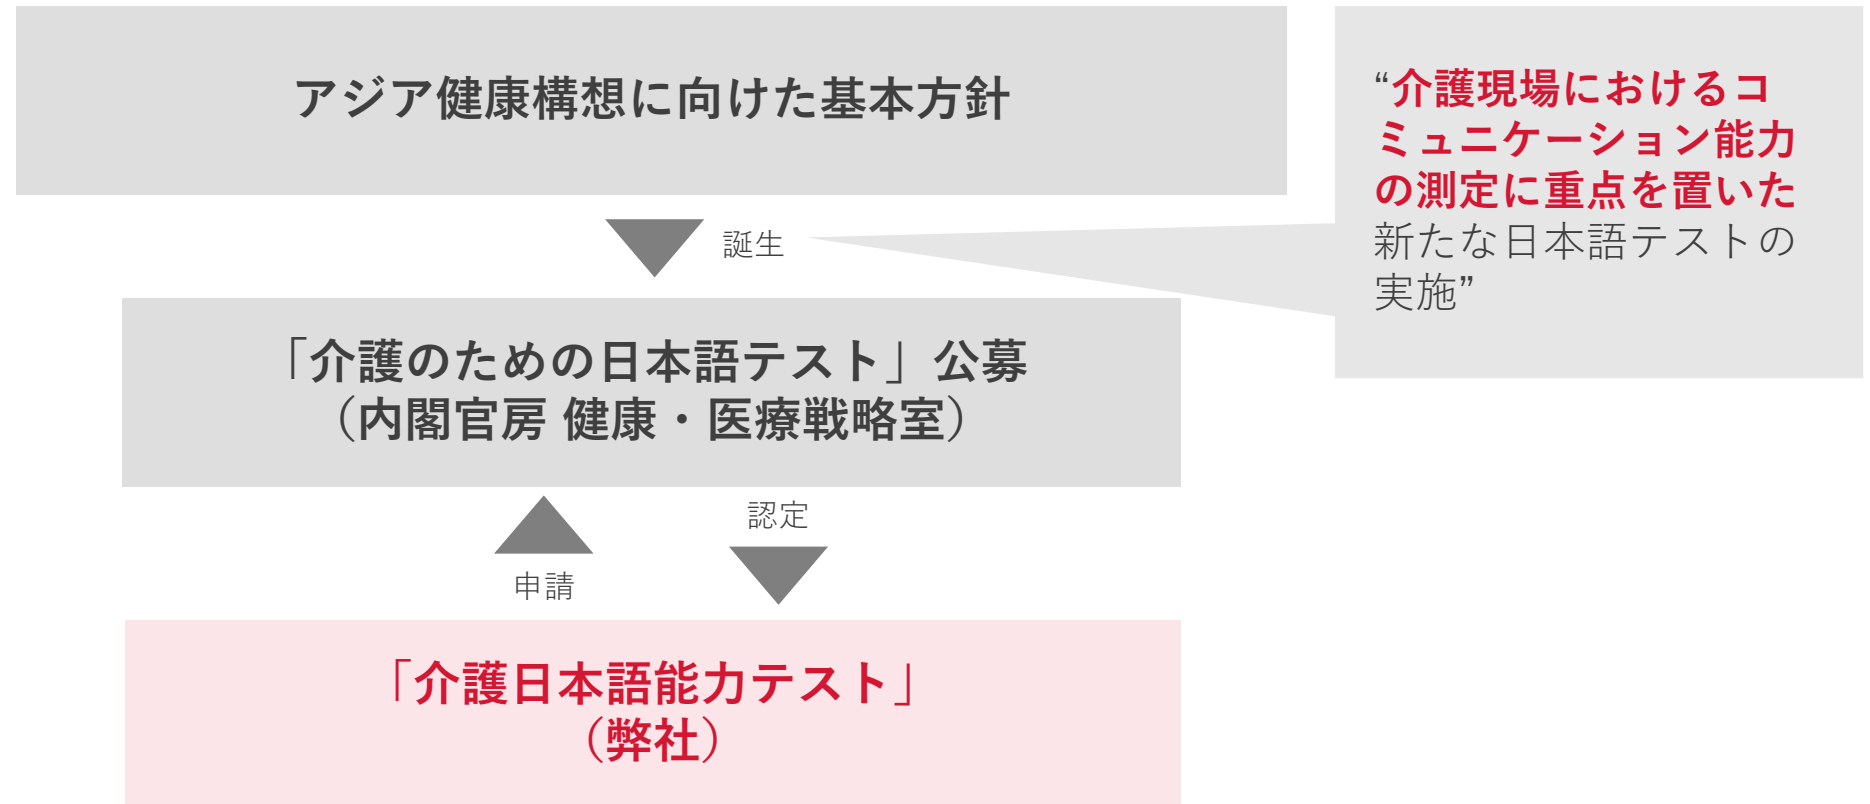 アジア健康構想に向けた基本方針
“介護現場におけるコ
ミュニケーション能力
の測定に重点を置いた
新たな日本語テストの
実施”
誕生
「介護のための日本語テスト」公募
（内閣官房 健康・医療戦略室）
認定
申請
「介護日本語能力テスト」
（弊社）